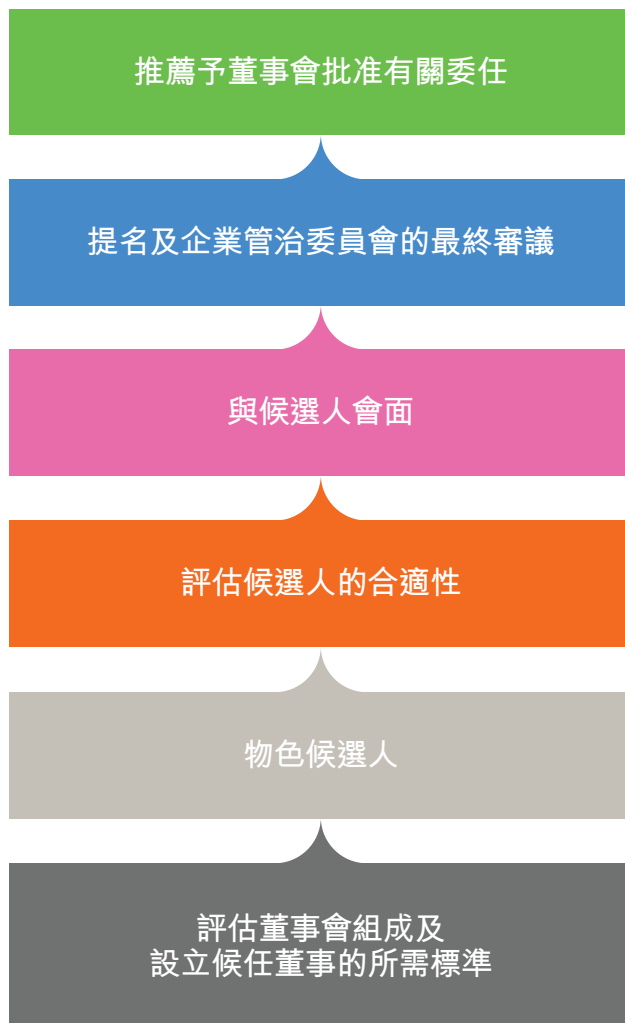 推薦予董事會批准有關委任
提名及企業管治委員會的最終審議
與候選人會面
評估候選人的合適性
物色候選人
評估董事會組成及
設立候任董事的所需標準